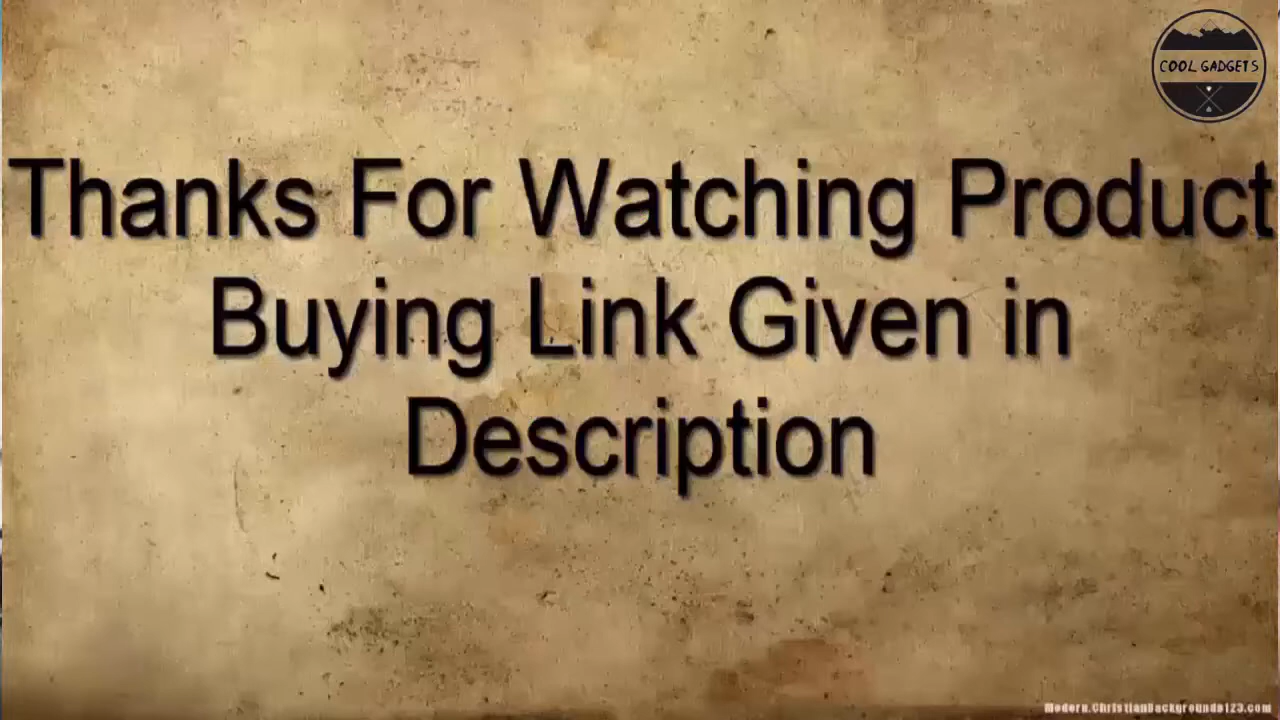 COOL GADGETS
Thanks For Watching Product
Buying Link Given in
Description
Modern.ChristianBackgrounds123.com